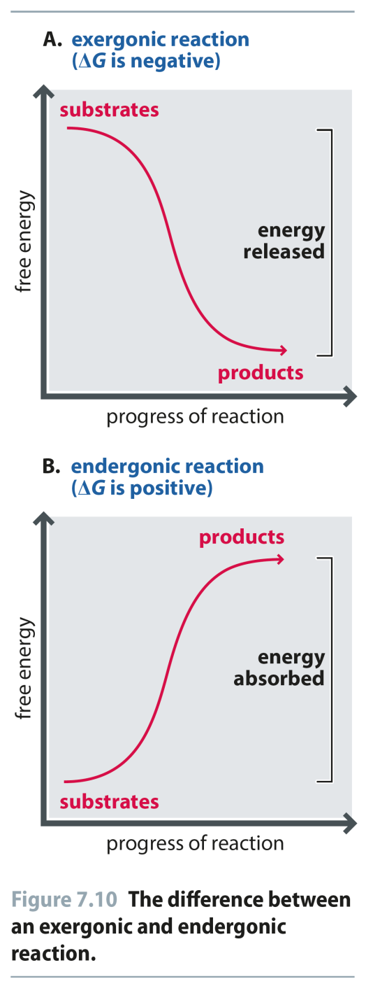 A. exergonic reaction
(ΔG is negative)
substrates
free energy
energy
released
products
progress of reaction
B. endergonic reaction
(ΔG is positive)
products
free energy
energy
absorbed
substrates
progress of reaction
Figure 7.10 The difference between
an exergonic and endergonic
reaction.